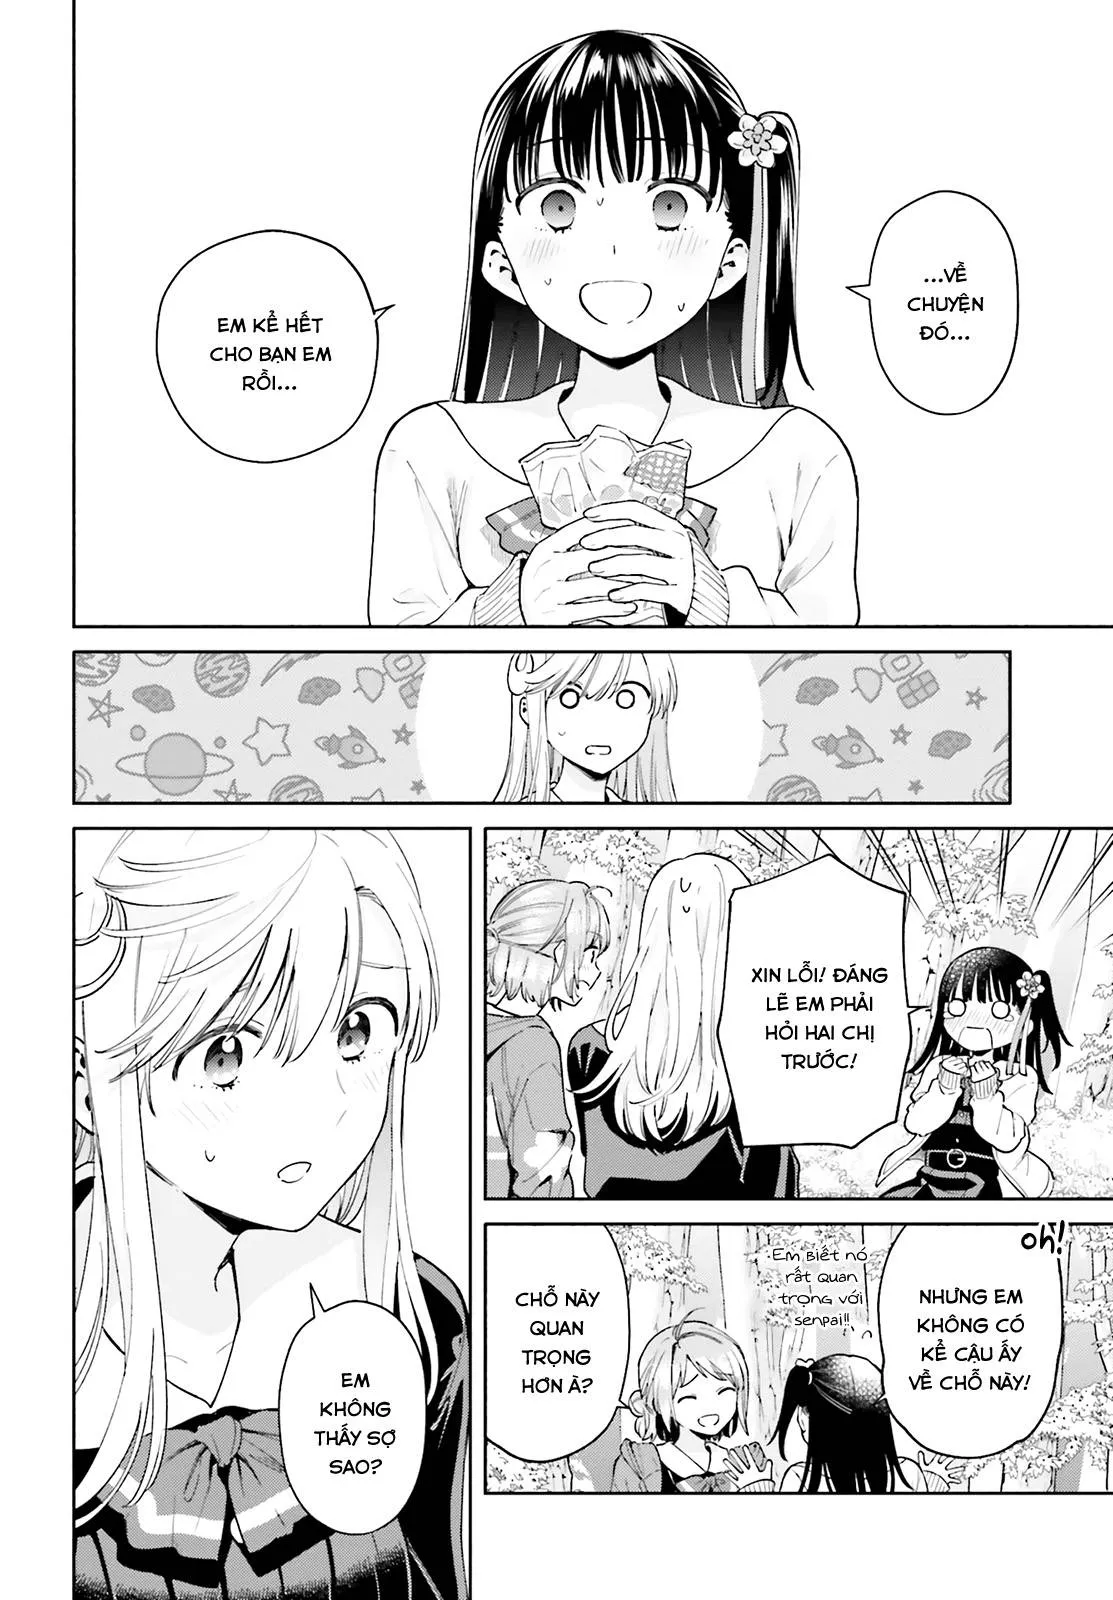 ...VỀ
CHUYỆN
ĐÓ...
EM KỂ HẾT
CHO BẠN EM
RỒI...
XIN LỖI! ĐÁNG
LẼ EM PHẢI
HỎI HAI CHỊ
TRƯỚC!
oh!
NHƯNG EM
KHÔNG CÓ
KỂ CẬU ẤY
VỀ CHỖ NÀY!
Em biết nó
rất quan
trọng với
senpai!!
CHỖ NÀY
QUAN
TRỌNG
HƠN À?
EM
KHÔNG
THẤY SỢ
SAO?